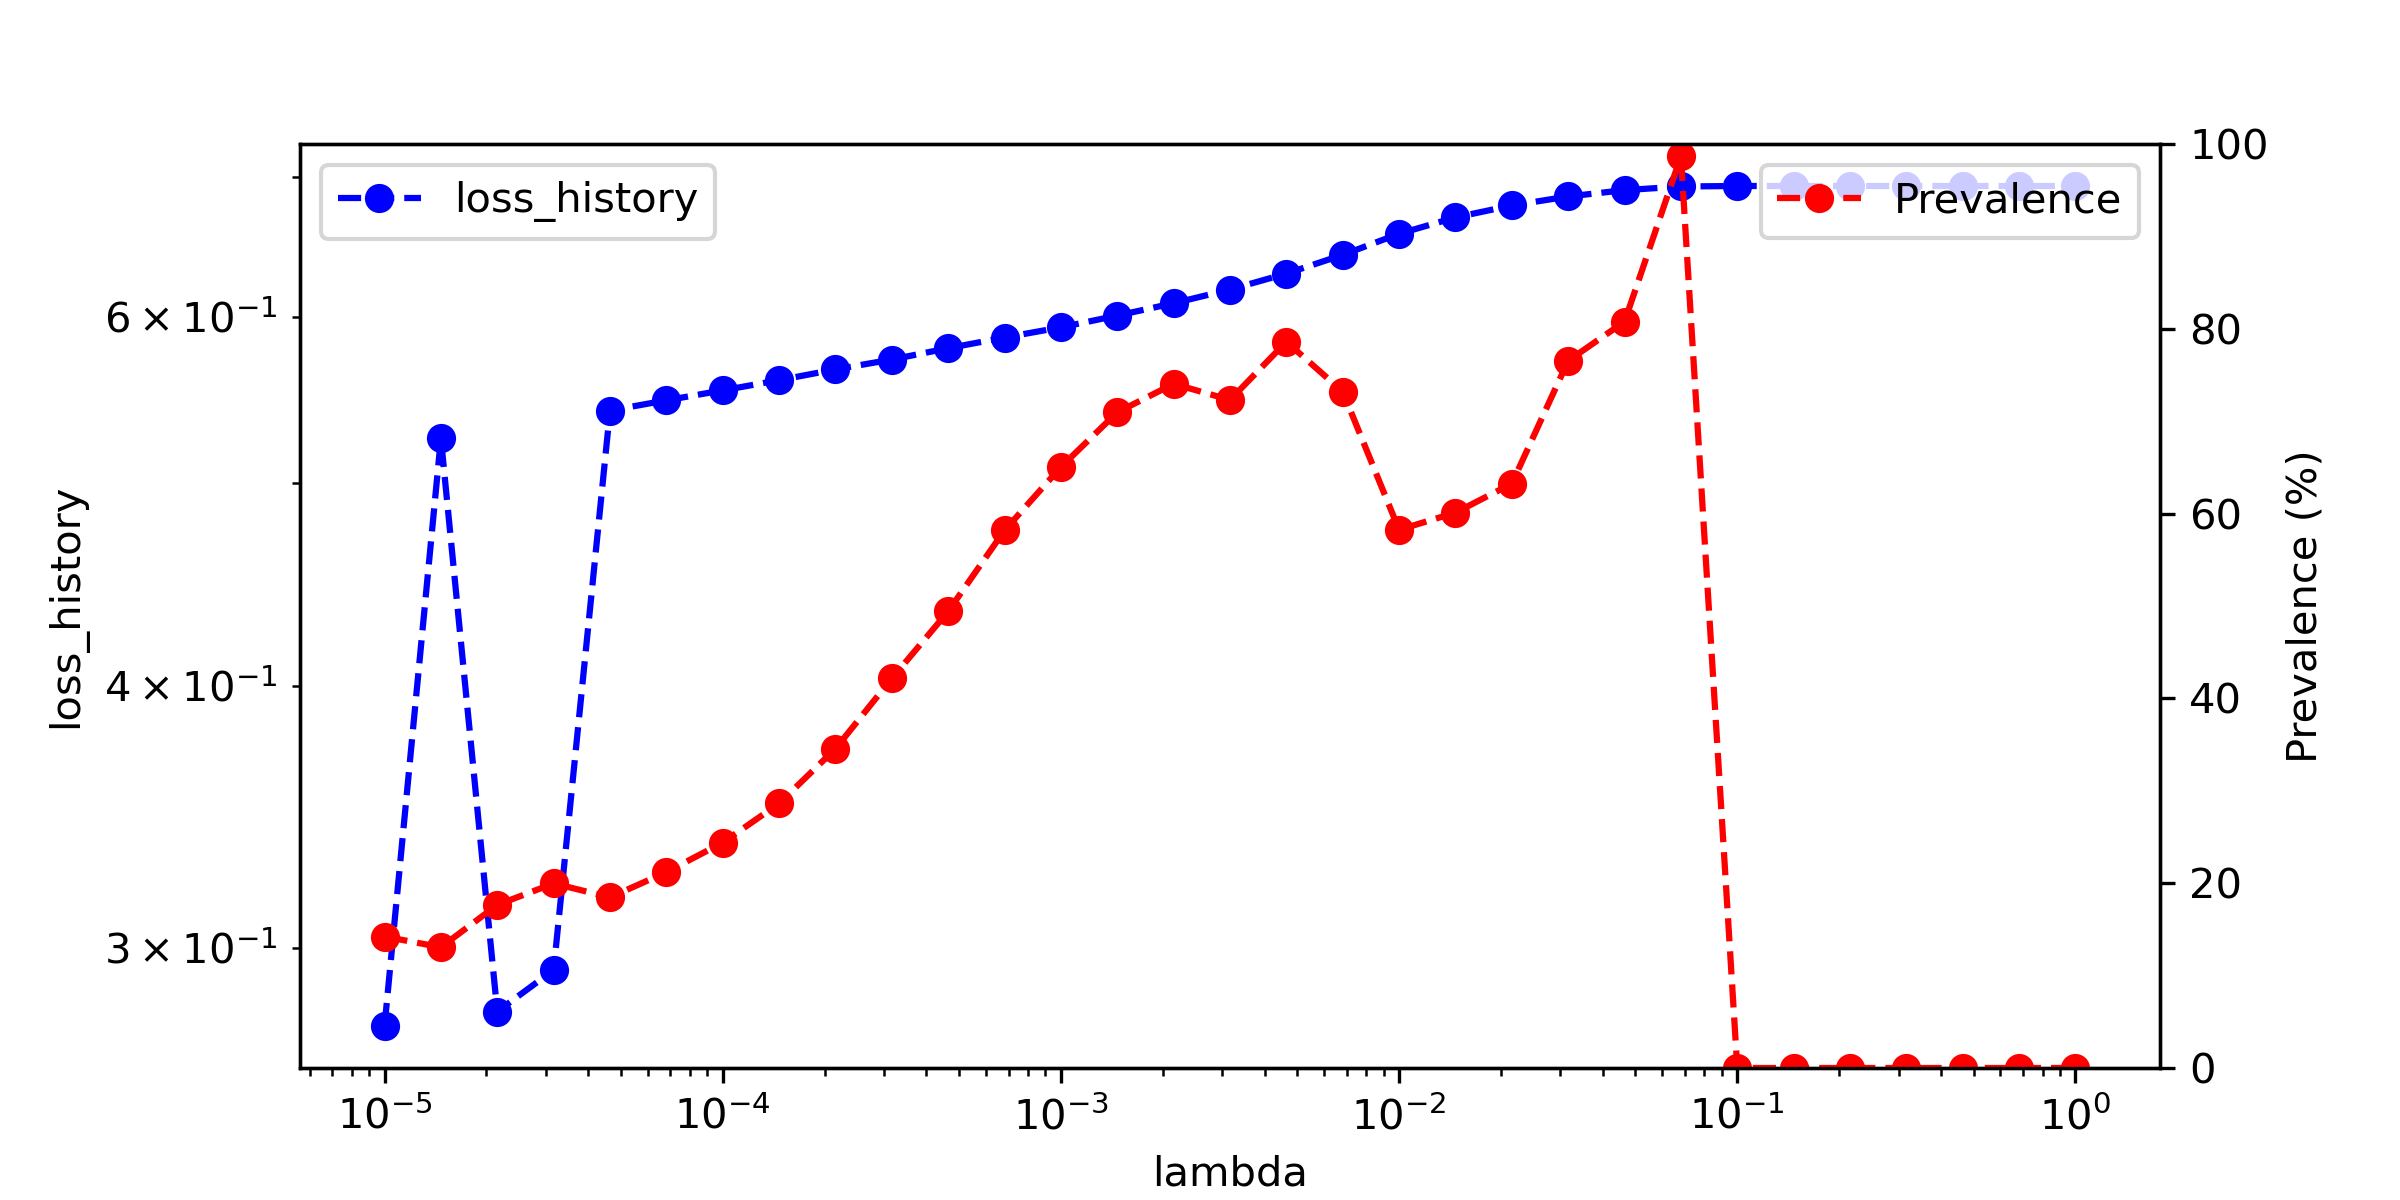 loss_history
Prevalence
100
80
60
40
20
0
6 × 10⁻¹
4 × 10⁻¹
3 × 10⁻¹
loss_history
Prevalence (%)
10⁻⁵ 10⁻⁴ 10⁻³ 10⁻² 10⁻¹ 10⁰
lambda